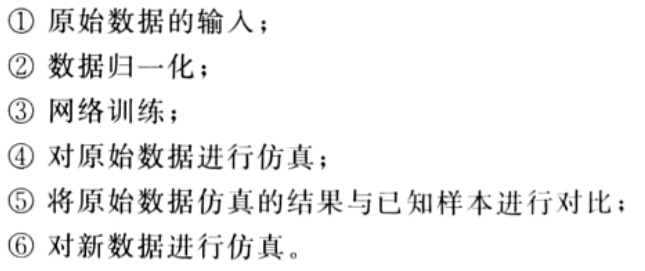 ① 原始数据的输入；
② 数据归一化；
③ 网络训练；
④ 对原始数据进行仿真；
⑤ 将原始数据仿真的结果与已知样本进行对比；
⑥ 对新数据进行仿真。